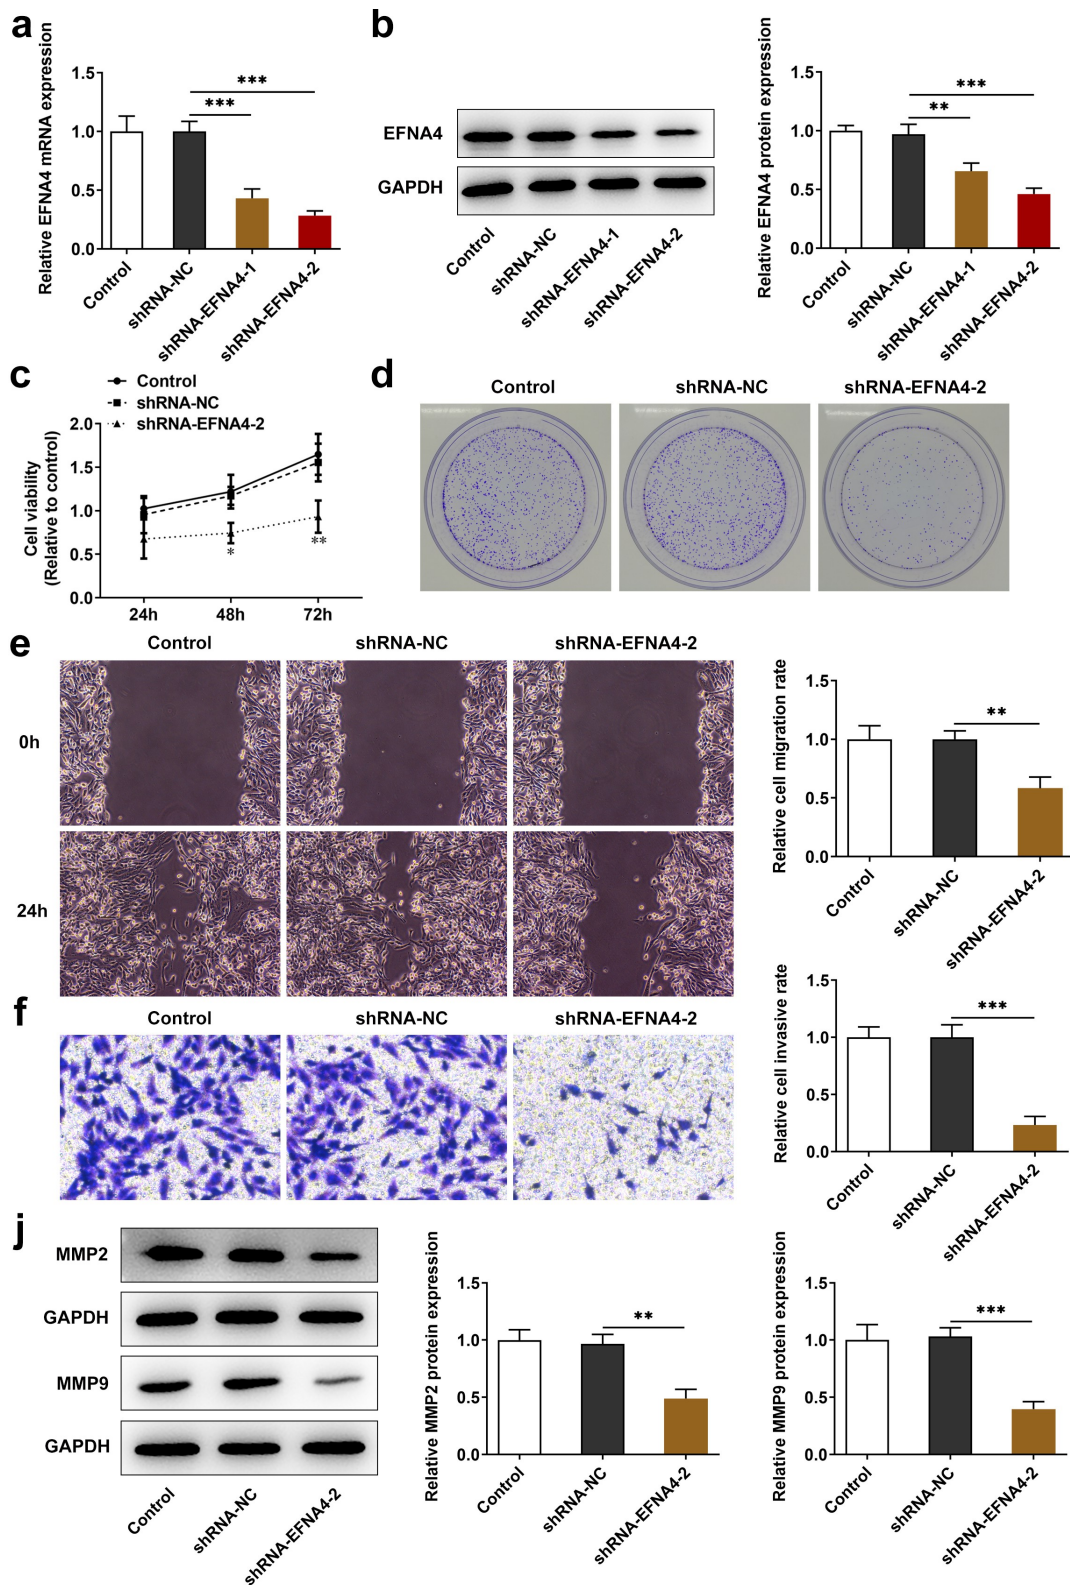 a
Relative EFNA4 mRNA expression
1.5
1.0
0.5
0.0
***
***
Control
shRNA-NC
shRNA-EFNA4-1
shRNA-EFNA4-2
b
EFNA4
GAPDH
Control
shRNA-NC
shRNA-EFNA4-1
shRNA-EFNA4-2
Relative EFNA4 protein expression
1.5
1.0
0.5
0.0
***
**
Control
shRNA-NC
shRNA-EFNA4-1
shRNA-EFNA4-2
c
Control
shRNA-NC
shRNA-EFNA4-2
Cell viability
(Relative to control)
2.0
1.5
1.0
0.5
0.0
*
**
24h
48h
72h
d
Control
shRNA-NC
shRNA-EFNA4-2
e
Control
shRNA-NC
shRNA-EFNA4-2
0h
24h
Relative cell migration rate
1.5
1.0
0.5
0.0
**
Control
shRNA-NC
shRNA-EFNA4-2
f
Control
shRNA-NC
shRNA-EFNA4-2
Relative cell invasive rate
1.5
1.0
0.5
0.0
***
Control
shRNA-NC
shRNA-EFNA4-2
j
MMP2
GAPDH
MMP9
GAPDH
Control
shRNA-NC
shRNA-EFNA4-2
Relative MMP2 protein expression
1.5
1.0
0.5
0.0
**
Control
shRNA-NC
shRNA-EFNA4-2
Relative MMP9 protein expression
1.5
1.0
0.5
0.0
***
Control
shRNA-NC
shRNA-EFNA4-2